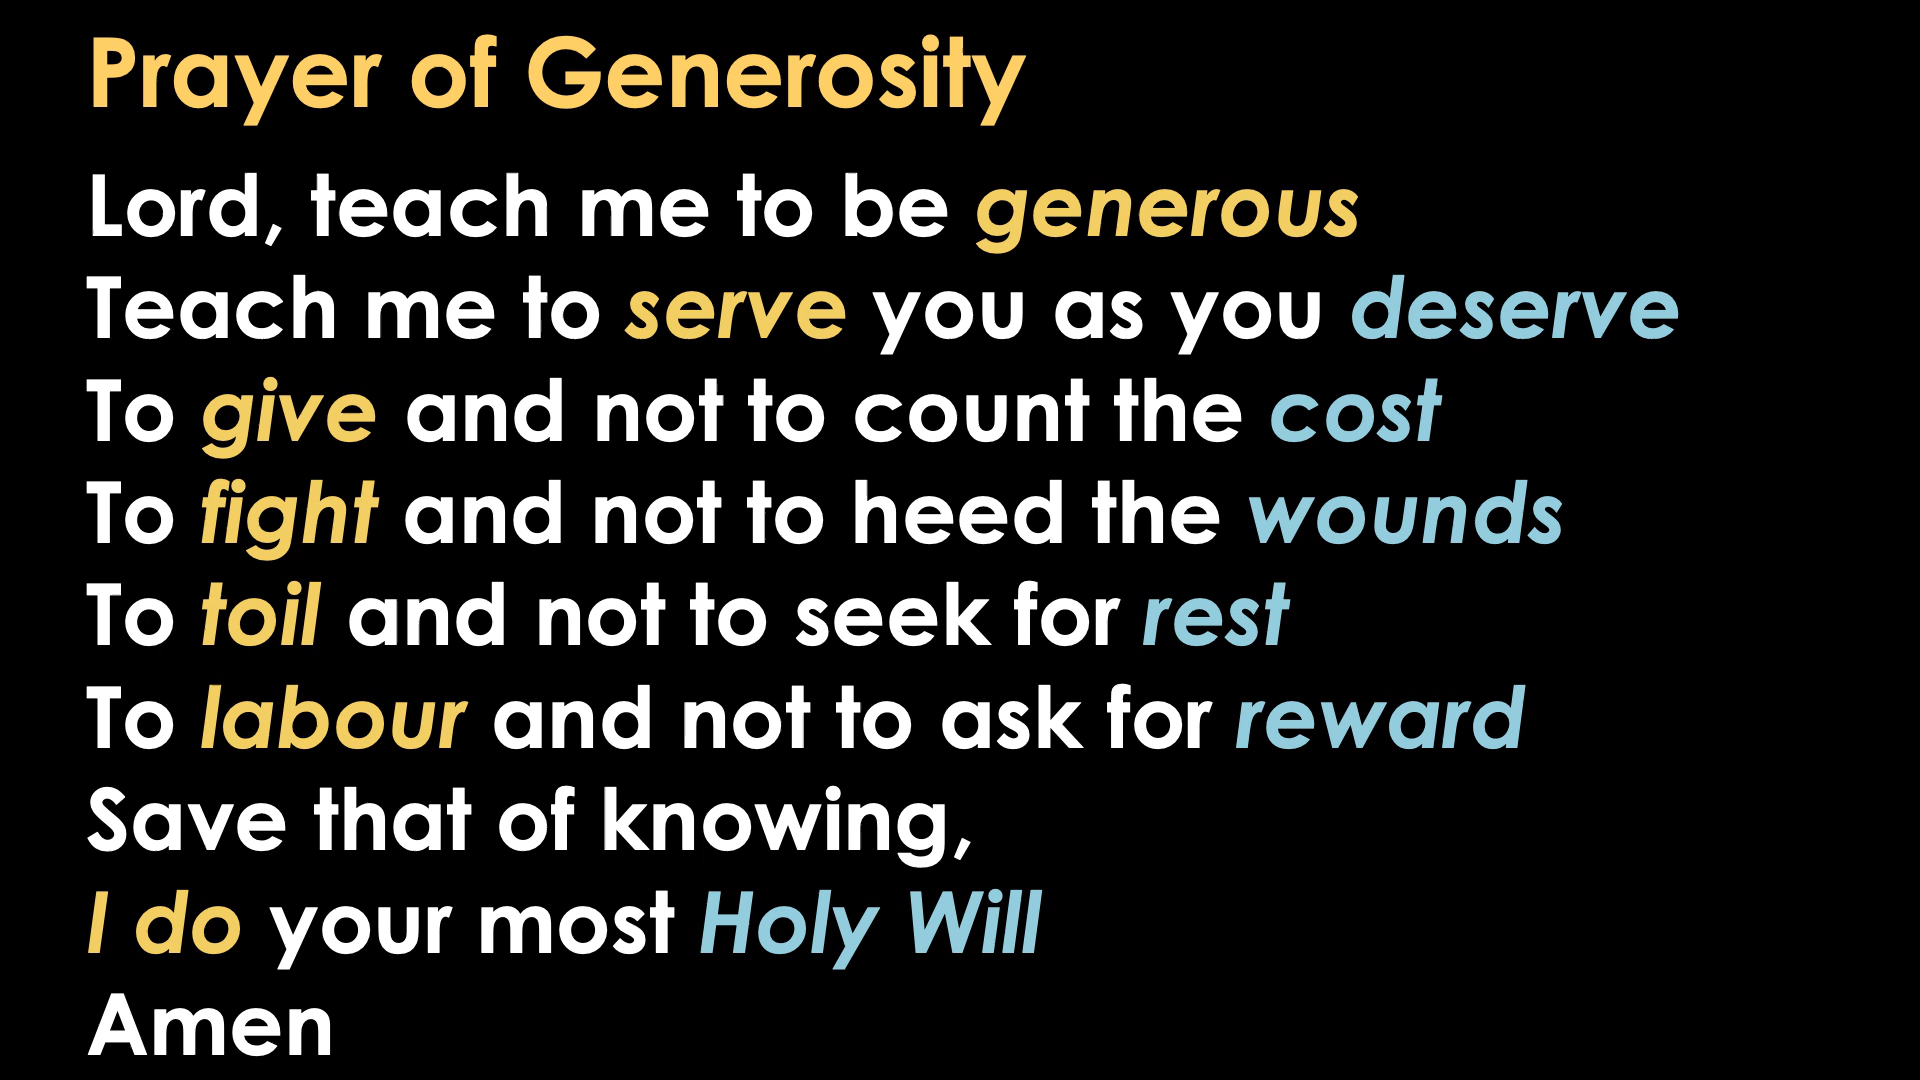 Prayer of Generosity
Lord, teach me to be generous
Teach me to serve you as you deserve
To give and not to count the cost
To fight and not to heed the wounds
To toil and not to seek for rest
To labour and not to ask for reward
Save that of knowing,
I do your most Holy Will
Amen